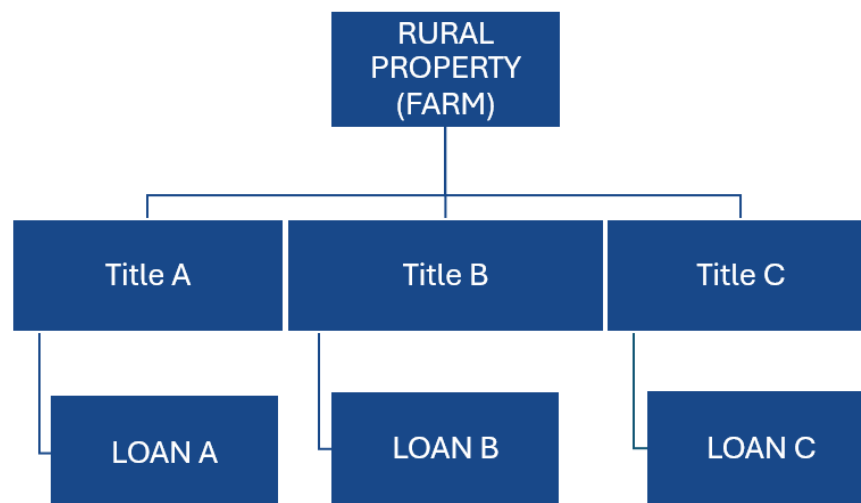 RURAL
PROPERTY
(FARM)
Title A
Title B
Title C
LOAN A
LOAN B
LOAN C